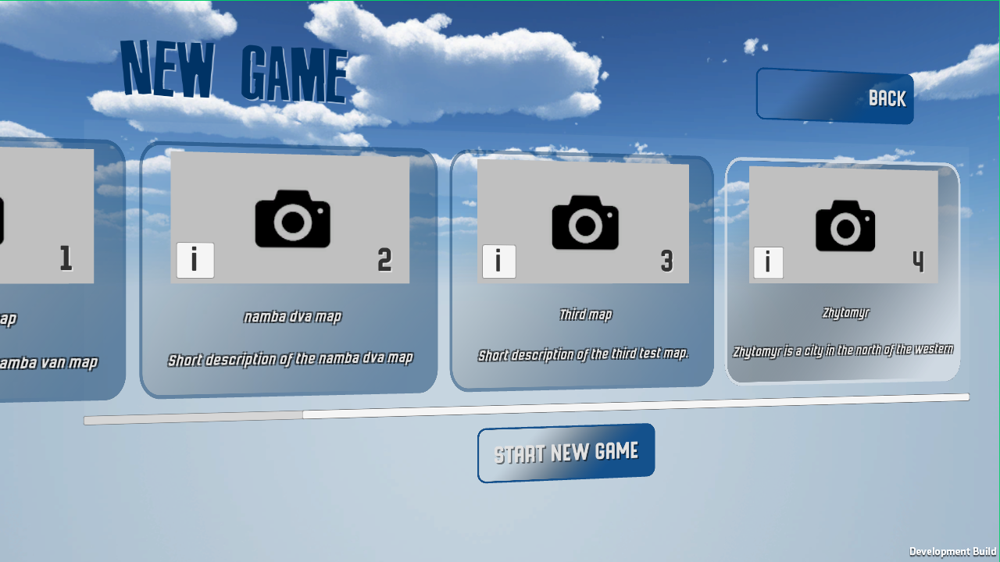 NEW GAME
BACK
1
ap
amba van map
i
2
namba dva map
Short description of the namba dva map
i
3
Third map
Short description of the third test map.
i
4
Zhytomyr
Zhytomyr is a city in the north of the western
START NEW GAME
Development Build